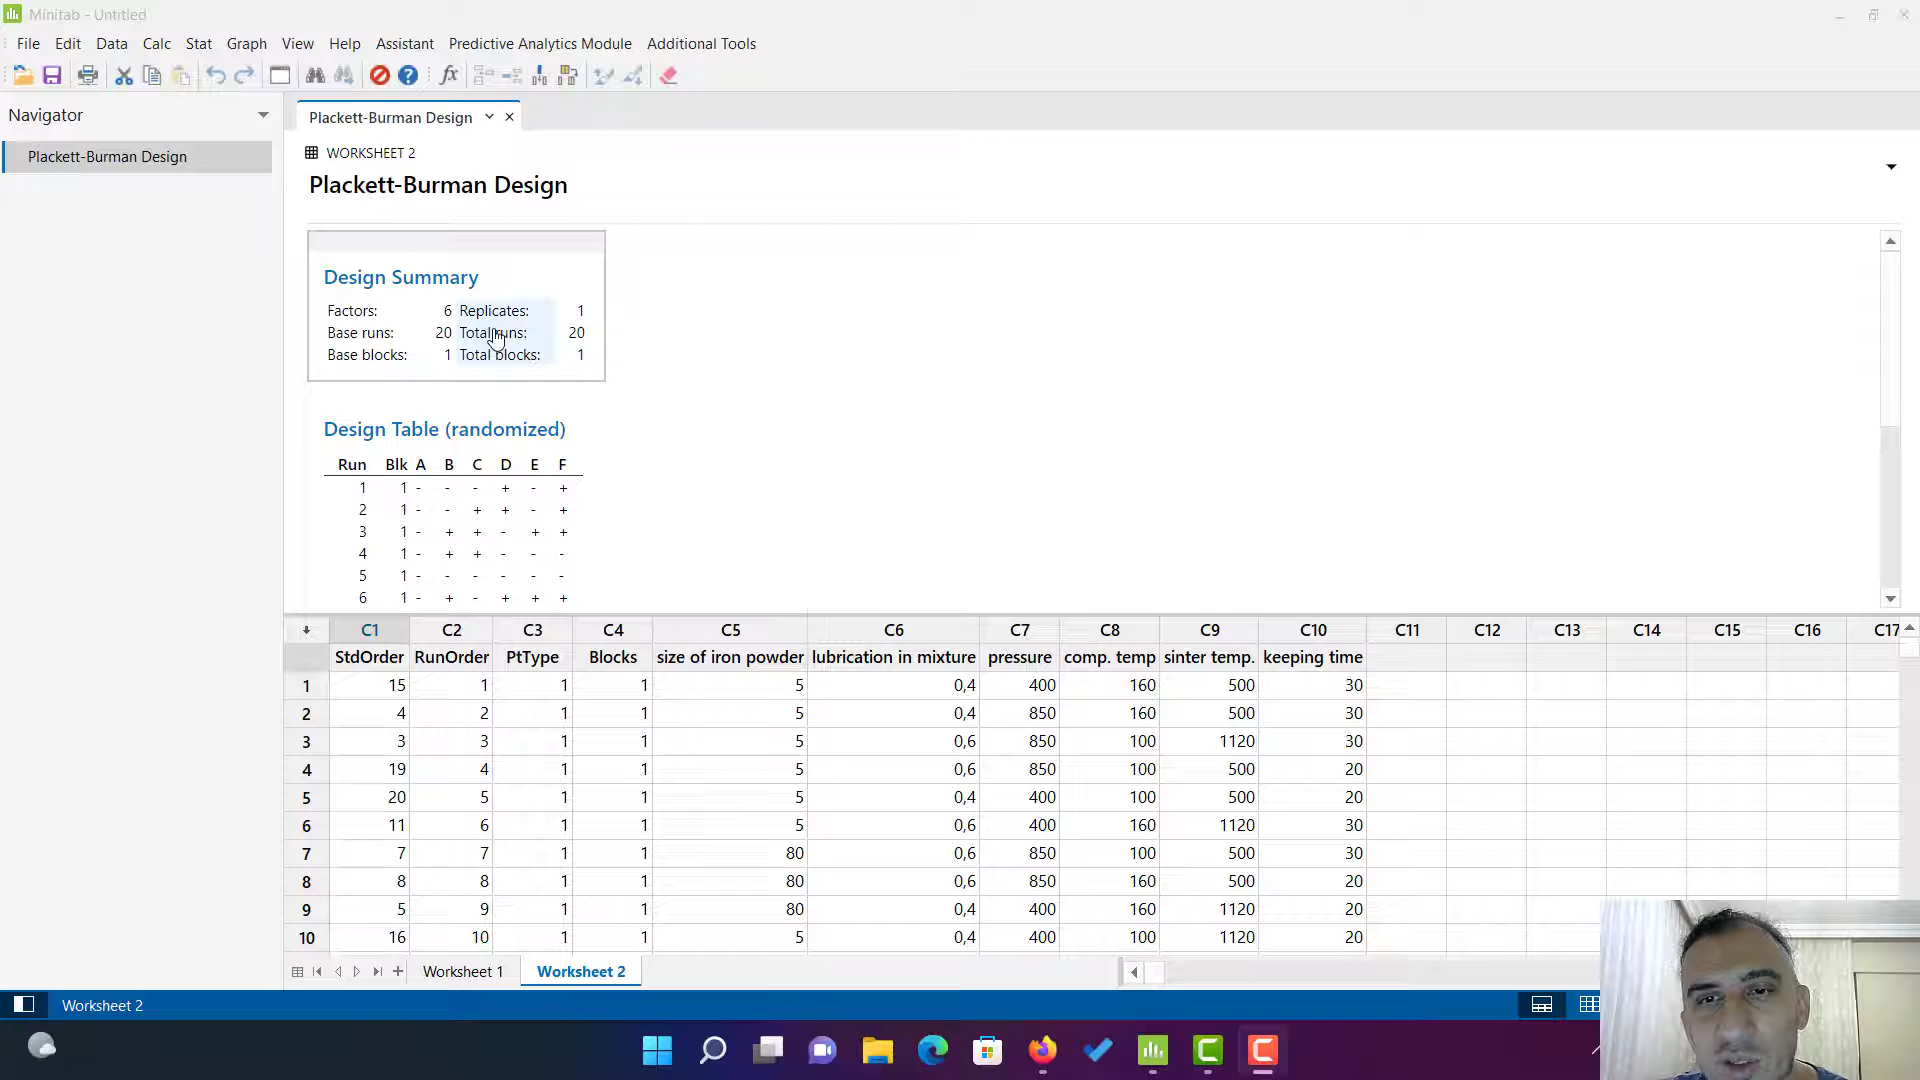 Minitab - Untitled
File Edit Data Calc Stat Graph View Help Assistant Predictive Analytics Module Additional Tools
Navigator
Plackett-Burman Design
Plackett-Burman Design
WORKSHEET 2
Plackett-Burman Design
Design Summary
Factors: 6 Replicates: 1
Base runs: 20 Total runs: 20
Base blocks: 1 Total blocks: 1
Design Table (randomized)
Run Blk A B C D E F
1 1 - - - + - +
2 1 - - + + - +
3 1 - + + - + +
4 1 - + + - - -
5 1 - - - - - -
6 1 - + - + + +
C1 C2 C3 C4 C5 C6 C7 C8 C9 C10 C11 C12 C13 C14 C15 C16 C17
StdOrder RunOrder PtType Blocks size of iron powder lubrication in mixture pressure comp. temp sinter temp. keeping time
1 15 1 1 1 5 0,4 400 160 500 30
2 4 2 1 1 5 0,4 850 160 500 30
3 3 3 1 1 5 0,6 850 100 1120 30
4 19 4 1 1 5 0,6 850 100 500 20
5 20 5 1 1 5 0,4 400 100 500 20
6 11 6 1 1 5 0,6 400 160 1120 30
7 7 7 1 1 80 0,6 850 100 500 30
8 8 8 1 1 80 0,6 850 160 500 20
9 5 9 1 1 80 0,4 400 160 1120 20
10 16 10 1 1 5 0,4 400 100 1120 20
Worksheet 1 Worksheet 2
Worksheet 2